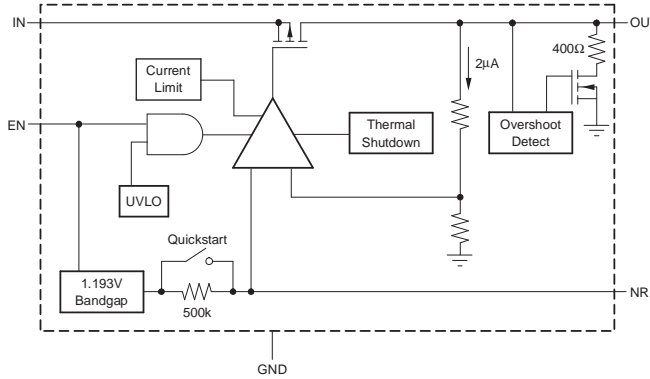 IN
OU
400Ω
2μA
Current
Limit
EN
Thermal
Shutdown
Overshoot
Detect
UVLO
Quickstart
1.193V
Bandgap
500k
NR
GND